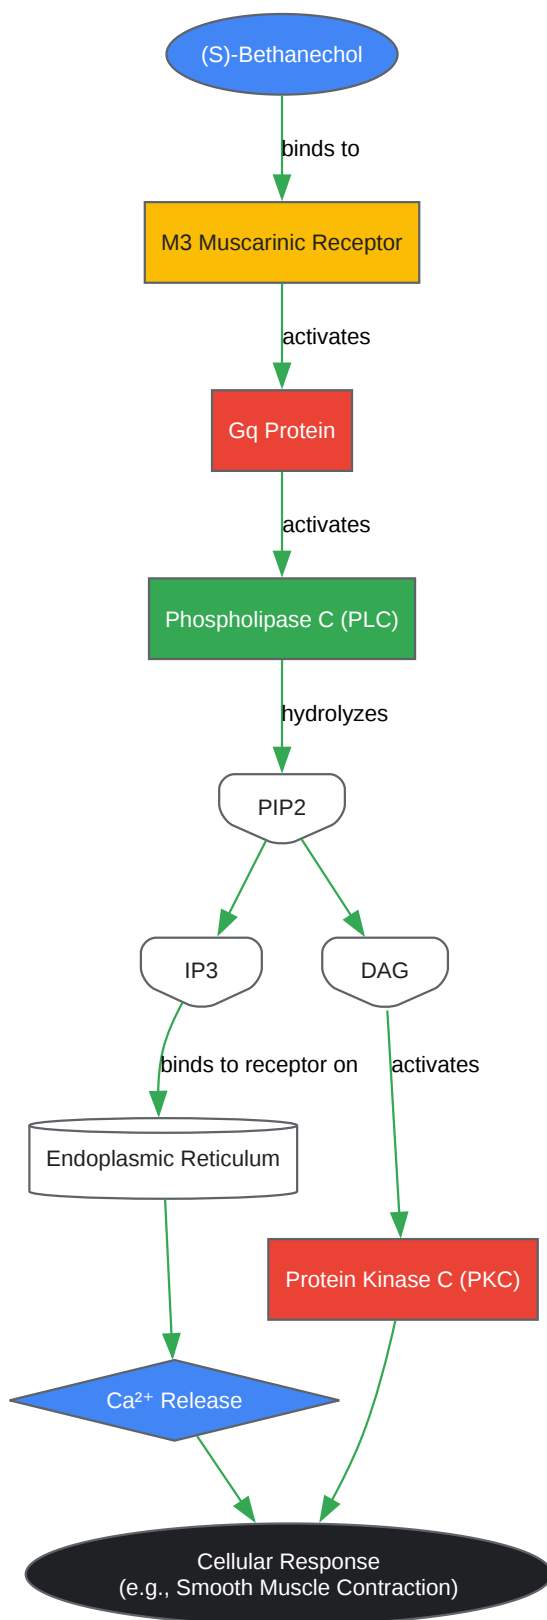 (S)-Bethanechol
binds to
M3 Muscarinic Receptor
activates
Gq Protein
activates
Phospholipase C (PLC)
hydrolyzes
PIP2
IP3
DAG
binds to receptor on
activates
Endoplasmic Reticulum
Protein Kinase C (PKC)
Ca²⁺ Release
Cellular Response
(e.g., Smooth Muscle Contraction)